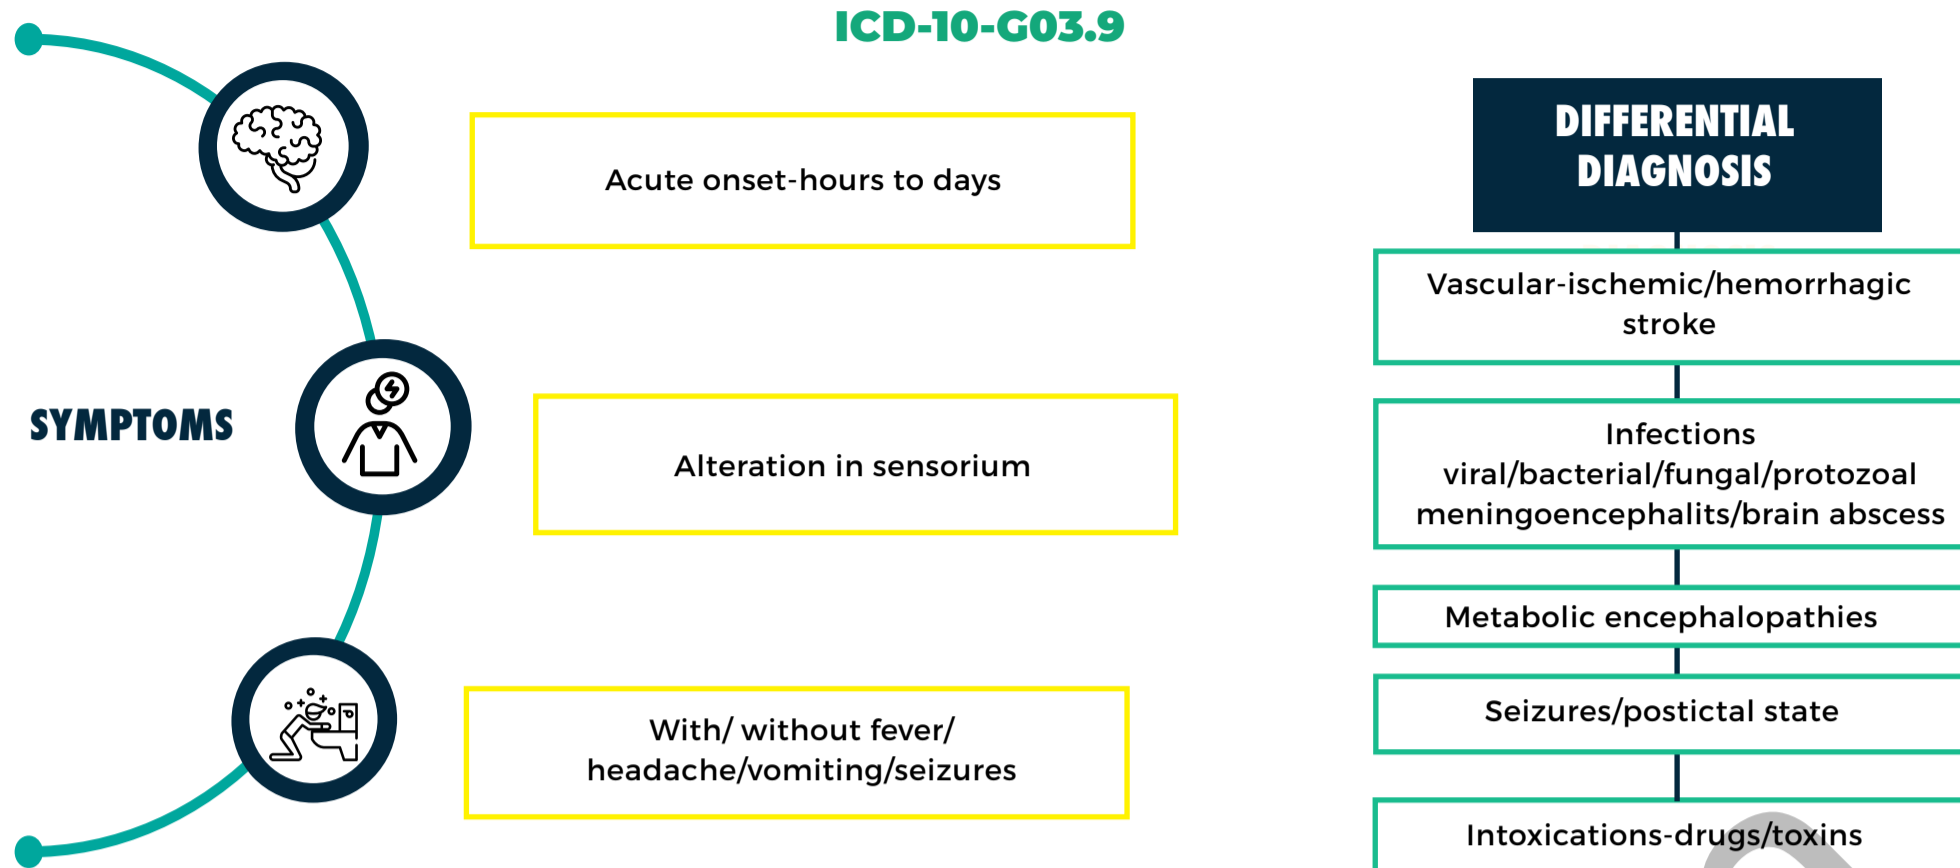 ICD-10-G03.9
SYMPTOMS
Acute onset-hours to days
Alteration in sensorium
With/ without fever/
headache/vomiting/seizures
DIFFERENTIAL
DIAGNOSIS
Vascular-ischemic/hemorrhagic
stroke
Infections
viral/bacterial/fungal/protozoal
meningoencephalits/brain abscess
Metabolic encephalopathies
Seizures/postictal state
Intoxications-drugs/toxins